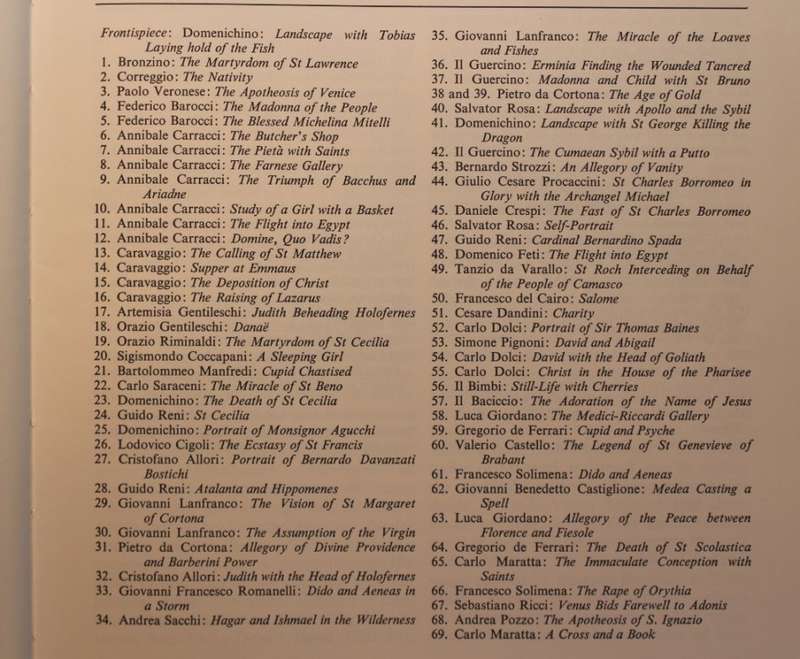 Frontispiece: Domenichino: Landscape with Tobias
Laying hold of the Fish
1. Bronzino: The Martyrdom of St Lawrence
2. Correggio: The Nativity
3. Paolo Veronese: The Apotheosis of Venice
4. Federico Barocci: The Madonna of the People
5. Federico Barocci: The Blessed Michelina Mitelli
6. Annibale Carracci: The Butcher's Shop
7. Annibale Carracci: The Pietà with Saints
8. Annibale Carracci: The Farnese Gallery
9. Annibale Carracci: The Triumph of Bacchus and
Ariadne
10. Annibale Carracci: Study of a Girl with a Basket
11. Annibale Carracci: The Flight into Egypt
12. Annibale Carracci: Domine, Quo Vadis?
13. Caravaggio: The Calling of St Matthew
14. Caravaggio: Supper at Emmaus
15. Caravaggio: The Deposition of Christ
16. Caravaggio: The Raising of Lazarus
17. Artemisia Gentileschi: Judith Beheading Holofernes
18. Orazio Gentileschi: Danaë
19. Orazio Riminaldi: The Martyrdom of St Cecilia
20. Sigismondo Coccapani: A Sleeping Girl
21. Bartolommeo Manfredi: Cupid Chastised
22. Carlo Saraceni: The Miracle of St Beno
23. Domenichino: The Death of St Cecilia
24. Guido Reni: St Cecilia
25. Domenichino: Portrait of Monsignor Agucchi
26. Lodovico Cigoli: The Ecstasy of St Francis
27. Cristofano Allori: Portrait of Bernardo Davanzati
Bostichi
28. Guido Reni: Atalanta and Hippomenes
29. Giovanni Lanfranco: The Vision of St Margaret
of Cortona
30. Giovanni Lanfranco: The Assumption of the Virgin
31. Pietro da Cortona: Allegory of Divine Providence
and Barberini Power
32. Cristofano Allori: Judith with the Head of Holofernes
33. Giovanni Francesco Romanelli: Dido and Aeneas in
a Storm
34. Andrea Sacchi: Hagar and Ishmael in the Wilderness
35. Giovanni Lanfranco: The Miracle of the Loaves
and Fishes
36. Il Guercino: Erminia Finding the Wounded Tancred
37. Il Guercino: Madonna and Child with St Bruno
38 and 39. Pietro da Cortona: The Age of Gold
40. Salvator Rosa: Landscape with Apollo and the Sybil
41. Domenichino: Landscape with St George Killing the
Dragon
42. Il Guercino: The Cumaean Sybil with a Putto
43. Bernardo Strozzi: An Allegory of Vanity
44. Giulio Cesare Procaccini: St Charles Borromeo in
Glory with the Archangel Michael
45. Daniele Crespi: The Fast of St Charles Borromeo
46. Salvator Rosa: Self-Portrait
47. Guido Reni: Cardinal Bernardino Spada
48. Domenico Feti: The Flight into Egypt
49. Tanzio da Varallo: St Roch Interceding on Behalf
of the People of Camasco
50. Francesco del Cairo: Salome
51. Cesare Dandini: Charity
52. Carlo Dolci: Portrait of Sir Thomas Baines
53. Simone Pignoni: David and Abigail
54. Carlo Dolci: David with the Head of Goliath
55. Carlo Dolci: Christ in the House of the Pharisee
56. Il Bimbi: Still-Life with Cherries
57. Il Baciccio: The Adoration of the Name of Jesus
58. Luca Giordano: The Medici-Riccardi Gallery
59. Gregorio de Ferrari: Cupid and Psyche
60. Valerio Castello: The Legend of St Genevieve of
Brabant
61. Francesco Solimena: Dido and Aeneas
62. Giovanni Benedetto Castiglione: Medea Casting a
Spell
63. Luca Giordano: Allegory of the Peace between
Florence and Fiesole
64. Gregorio de Ferrari: The Death of St Scolastica
65. Carlo Maratta: The Immaculate Conception with
Saints
66. Francesco Solimena: The Rape of Orythia
67. Sebastiano Ricci: Venus Bids Farewell to Adonis
68. Andrea Pozzo: The Apotheosis of S. Ignazio
69. Carlo Maratta: A Cross and a Book